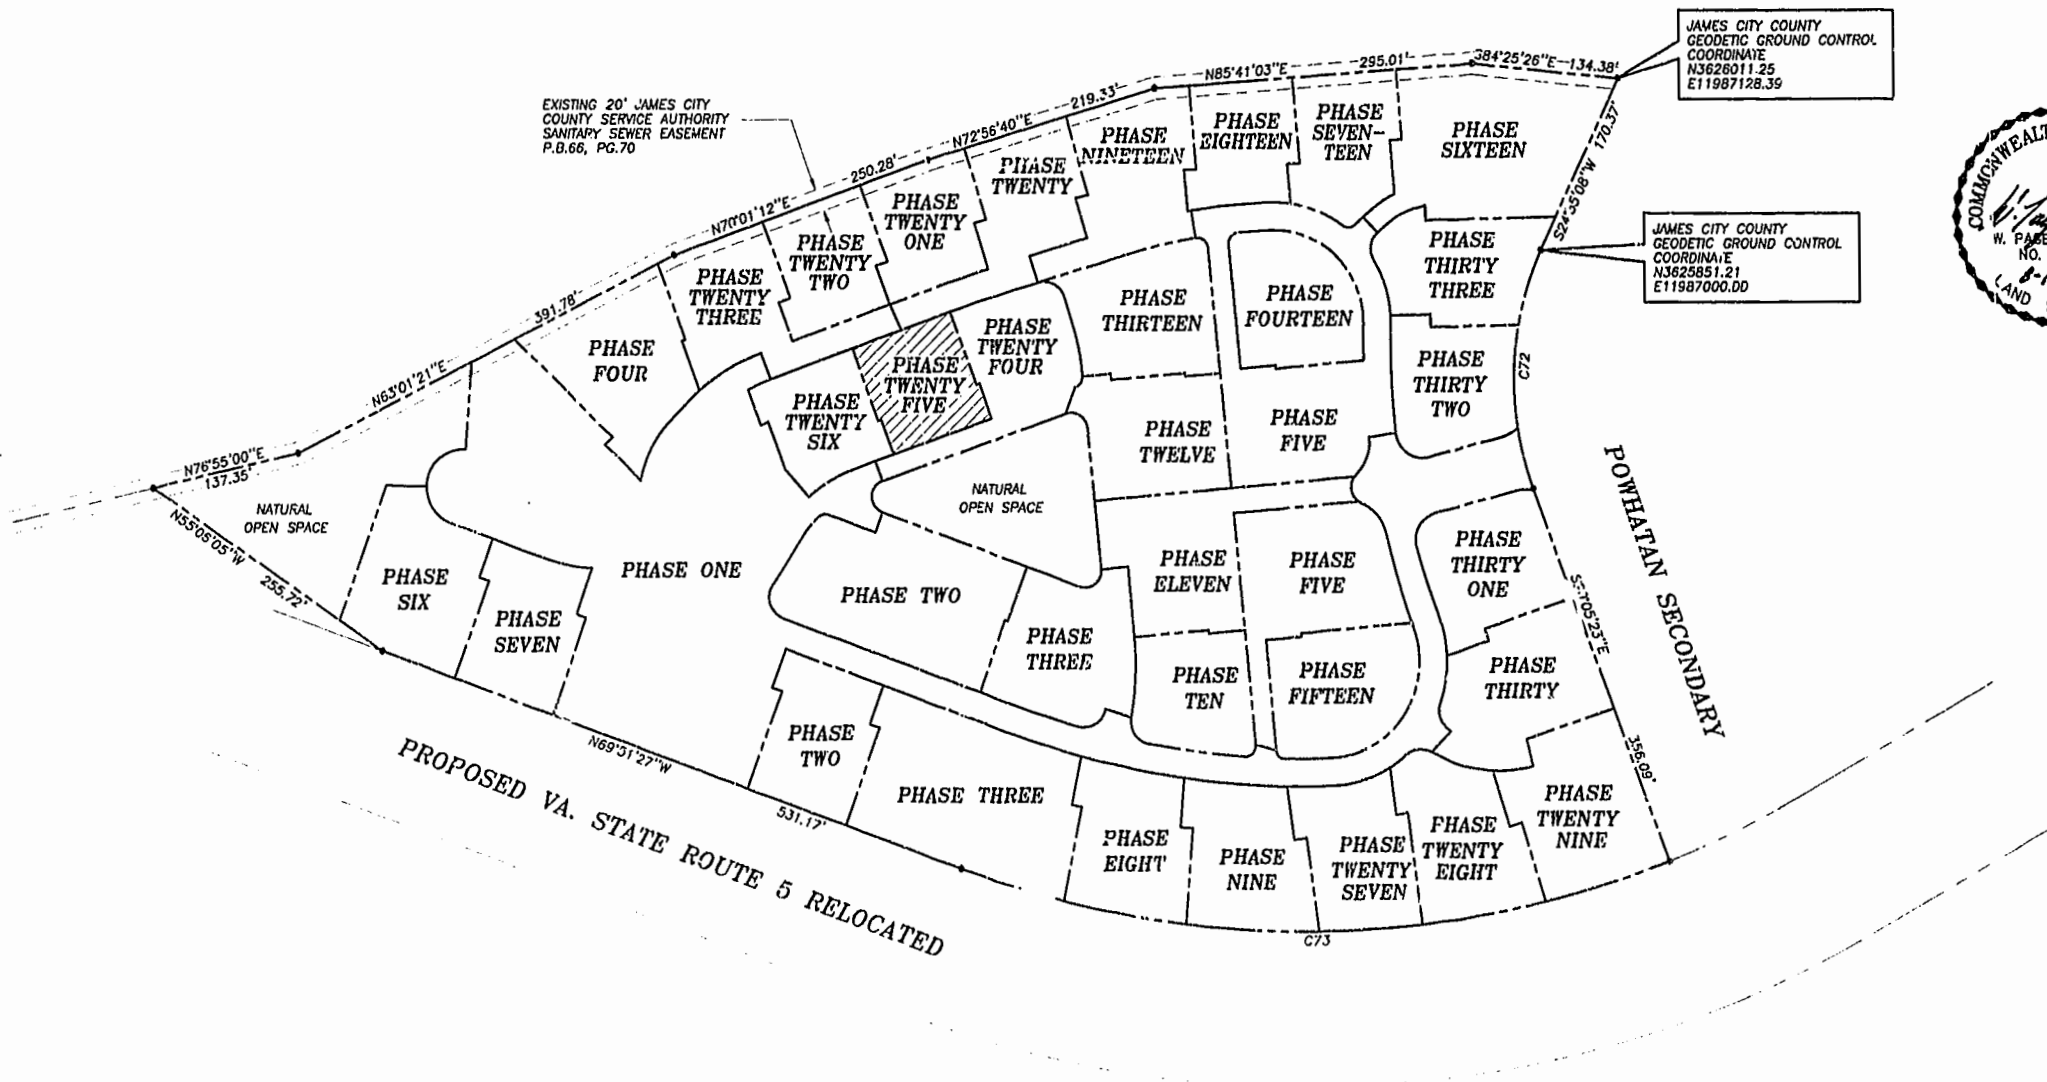 JAMES CITY COUNTY
GEODETIC GROUND CONTROL
COORDINATE
N3626011.25
E11987128.39
EXISTING 20' JAMES CITY
COUNTY SERVICE AUTHORITY
SANITARY SEWER EASEMENT
P.B.66, PG.70
N85°41'03"E 295.01'
S84°25'26"E 134.38'
N72°56'40"E 219.33'
N70°01'12"E 250.28'
N63°01'21"E 391.78'
N76°55'00"E
137.35'
N55°05'05"W 255.72'
S24°35'08"W 170.37'
COMMONWEALT
W. PAGE
NO.
LAND
JAMES CITY COUNTY
GEODETIC GROUND CONTROL
COORDINATE
N3625851.21
E11987000.00
PHASE
NINETEEN
PHASE
EIGHTEEN
PHASE
SEVEN-
TEEN
PHASE
SIXTEEN
PHASE
TWENTY
PHASE
TWENTY
ONE
PHASE
TWENTY
TWO
PHASE
TWENTY
THREE
PHASE
FOUR
PHASE
THIRTY
THREE
PHASE
THIRTEEN
PHASE
FOURTEEN
PHASE
TWENTY
FOUR
PHASE
TWENTY
FIVE
PHASE
TWENTY
SIX
PHASE
THIRTY
TWO
C72
PHASE
TWELVE
PHASE
FIVE
NATURAL
OPEN SPACE
NATURAL
OPEN SPACE
PHASE
SIX
PHASE
SEVEN
PHASE ONE
PHASE TWO
PHASE
THREE
PHASE
ELEVEN
PHASE
FIVE
PHASE
THIRTY
ONE
POWHATAN SECONDARY
PHASE
TEN
PHASE
FIFTEEN
PHASE
THIRTY
356.09'
PHASE
TWO
PHASE THREE
PHASE
EIGHT
PHASE
NINE
PHASE
TWENTY
SEVEN
PHASE
TWENTY
EIGHT
PHASE
TWENTY
NINE
N69°51'27"W
531.17'
C73
PROPOSED VA. STATE ROUTE 5 RELOCATED